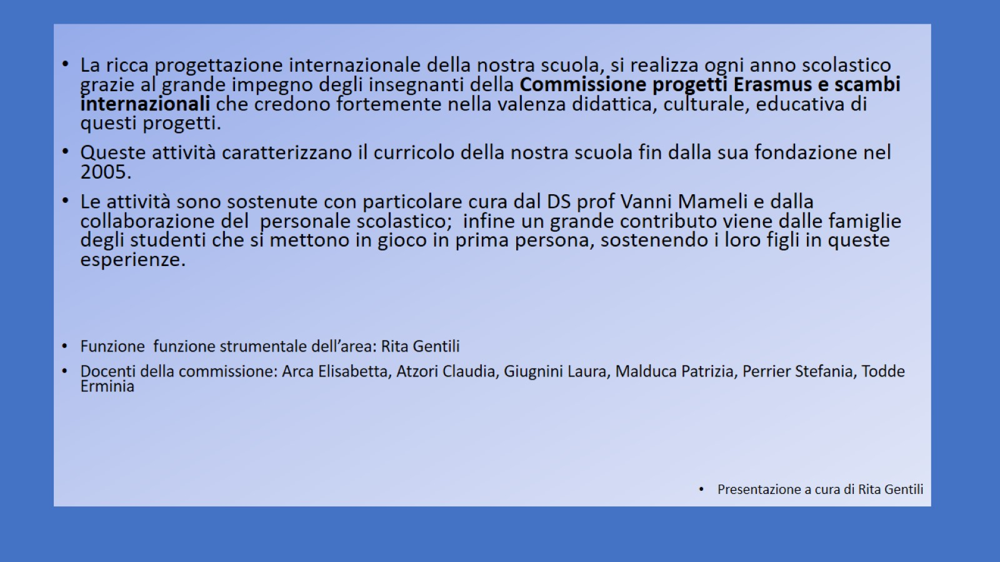 • La ricca progettazione internazionale della nostra scuola, si realizza ogni anno scolastico
grazie al grande impegno degli insegnanti della Commissione progetti Erasmus e scambi
internazionali che credono fortemente nella valenza didattica, culturale, educativa di
questi progetti.
• Queste attività caratterizzano il curricolo della nostra scuola fin dalla sua fondazione nel
2005.
• Le attività sono sostenute con particolare cura dal DS prof Vanni Mameli e dalla
collaborazione del  personale scolastico;  infine un grande contributo viene dalle famiglie
degli studenti che si mettono in gioco in prima persona, sostenendo i loro figli in queste
esperienze.
• Funzione  funzione strumentale dell’area: Rita Gentili
• Docenti della commissione: Arca Elisabetta, Atzori Claudia, Giugnini Laura, Malduca Patrizia, Perrier Stefania, Todde
Erminia
• Presentazione a cura di Rita Gentili